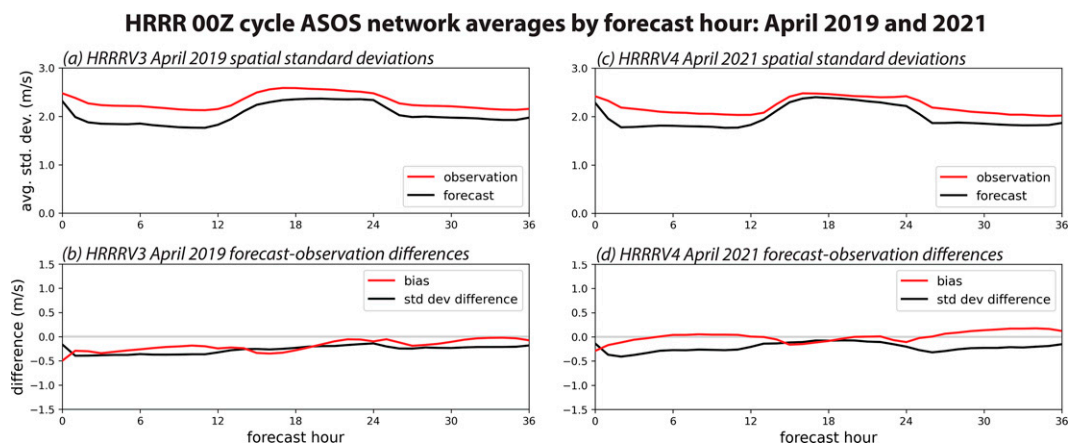 HRRR 00Z cycle ASOS network averages by forecast hour: April 2019 and 2021
(a) HRRRV3 April 2019 spatial standard deviations
avg. std. dev. (m/s)
3.0
2.0
1.0
0.0
observation
forecast
0 6 12 18 24 30 36
(c) HRRRV4 April 2021 spatial standard deviations
3.0
2.0
1.0
0.0
observation
forecast
0 6 12 18 24 30 36
(b) HRRRV3 April 2019 forecast-observation differences
difference (m/s)
1.5
1.0
0.5
0.0
−0.5
−1.0
−1.5
bias
std dev difference
0 6 12 18 24 30 36
forecast hour
(d) HRRRV4 April 2021 forecast-observation differences
1.5
1.0
0.5
0.0
−0.5
−1.0
−1.5
bias
std dev difference
0 6 12 18 24 30 36
forecast hour